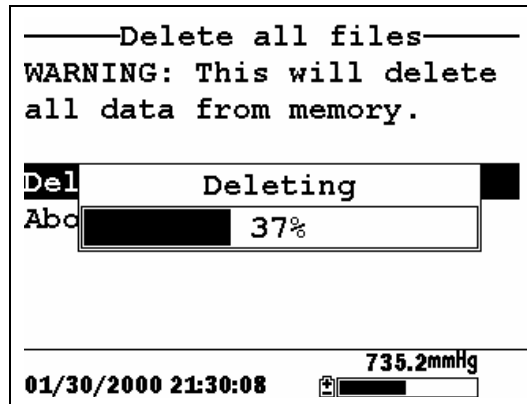 Delete all files
WARNING: This will delete
all data from memory.
Del
Deleting
Abo
37%
735.2mmHg
01/30/2000 21:30:08